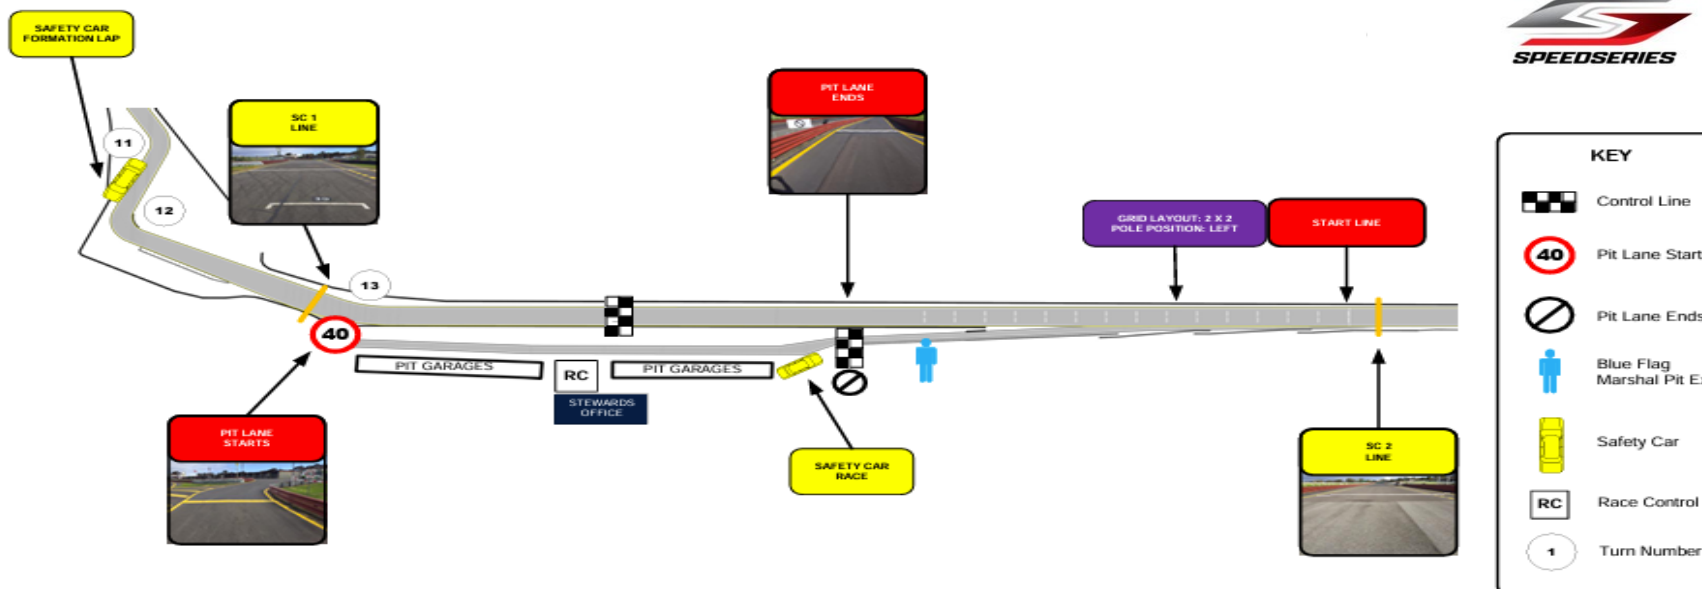 SAFETY CAR
FORMATION LAP
SPEEDSERIES
SC 1
LINE
PIT LANE
ENDS
11
KEY
Control Line
12
GRID LAYOUT: 2 X 2
POLE POSITION: LEFT
START LINE
40
Pit Lane Start
13
40
Pit Lane Ends
PIT GARAGES
RC
PIT GARAGES
Blue Flag
Marshal Pit E
STEWARDS
OFFICE
PIT LANE
STARTS
SAFETY CAR
RACE
SC 2
LINE
Safety Car
RC
Race Control
1
Turn Number